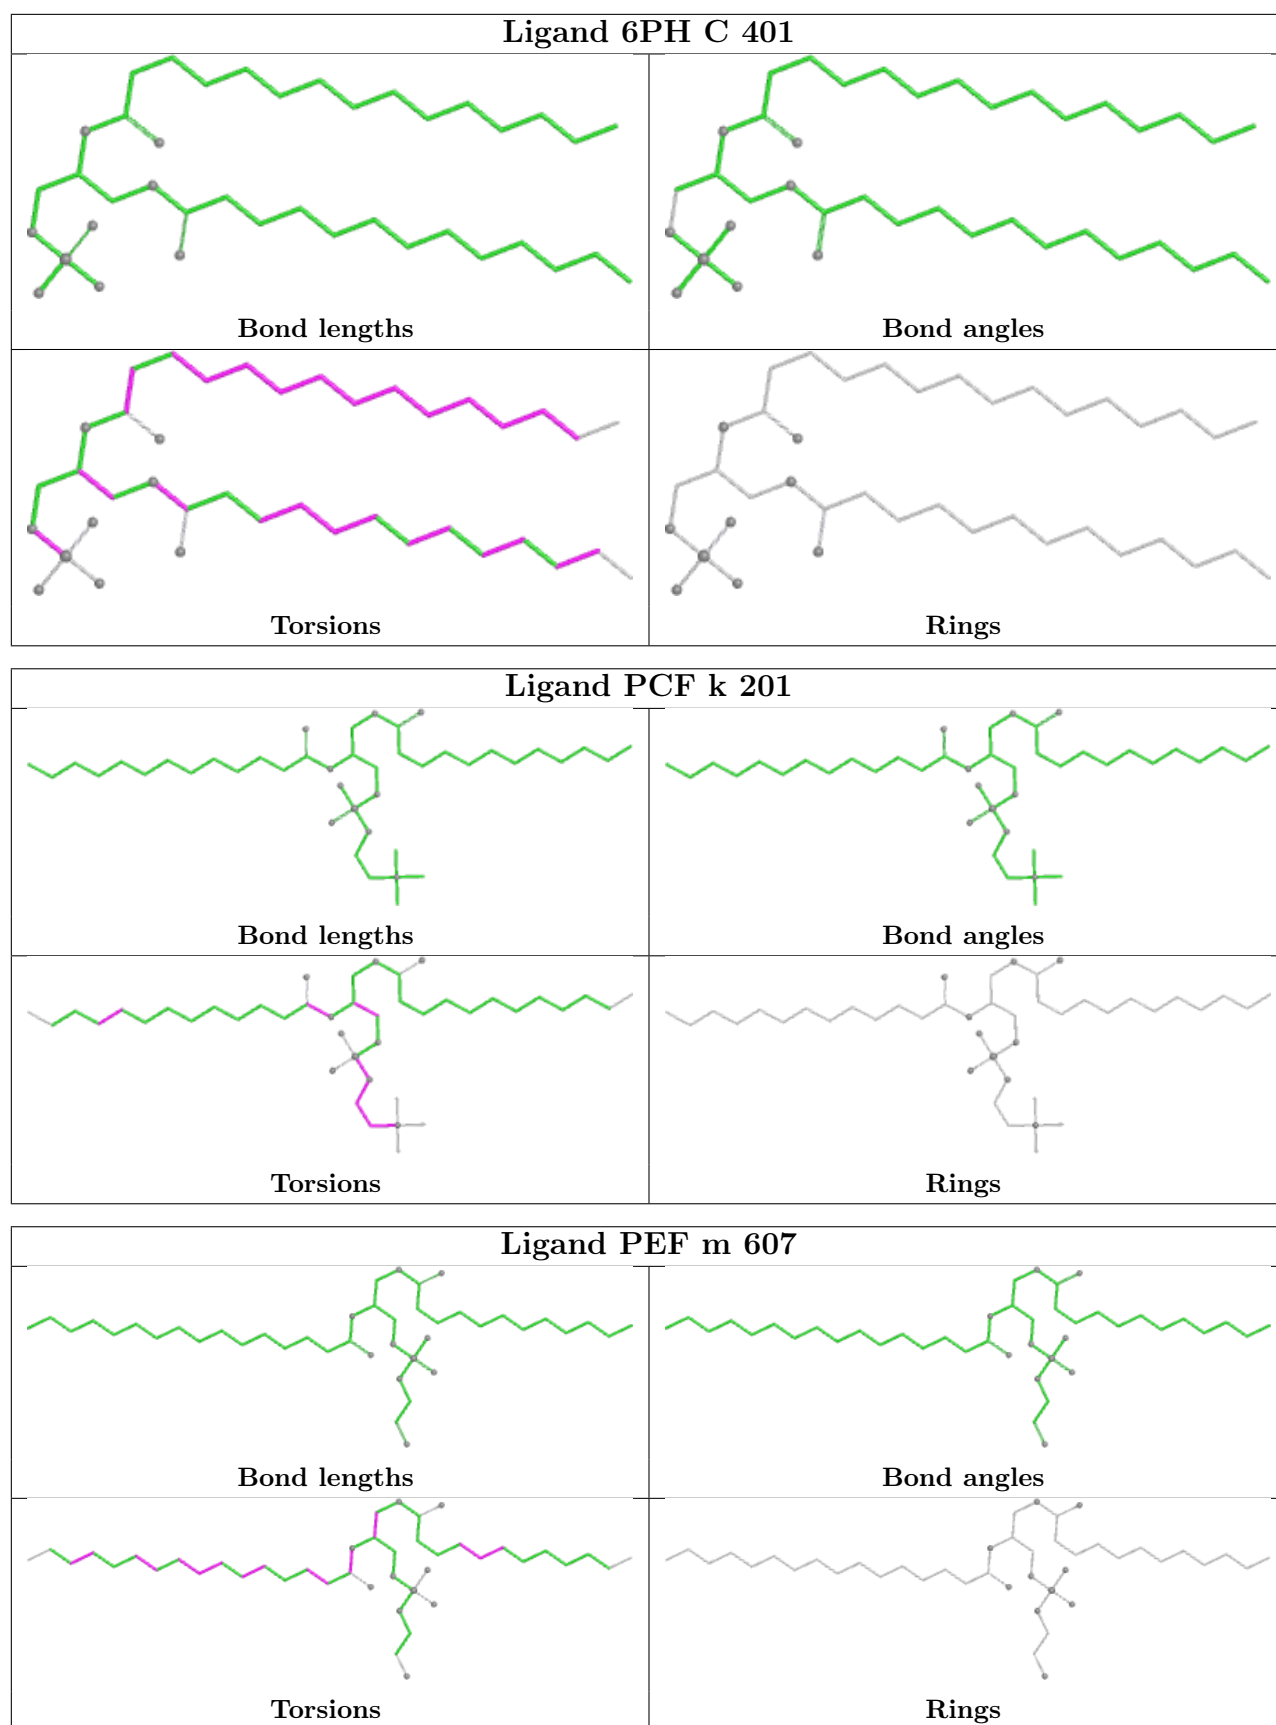 Ligand 6PH C 401
Bond lengths
Bond angles
Torsions
Rings
Ligand PCF k 201
Bond lengths
Bond angles
Torsions
Rings
Ligand PEF m 607
Bond lengths
Bond angles
Torsions
Rings